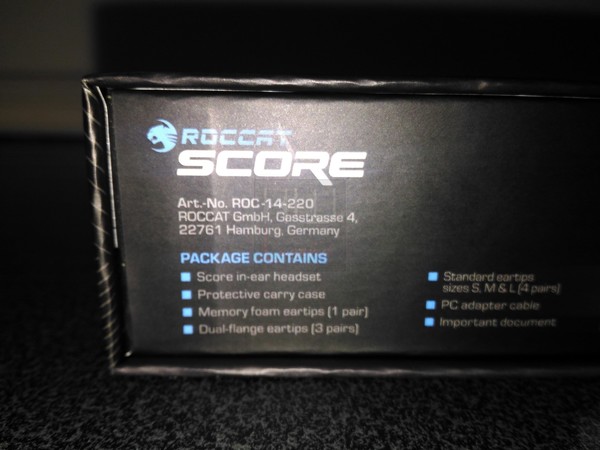 ROCCAT
SCORE
Art.-No. ROC-14-220
ROCCAT GmbH, Gasstrasse 4,
22761 Hamburg, Germany
PACKAGE CONTAINS
Score in-ear headset
Protective carry case
Memory foam eartips (1 pair)
Dual-flange eartips (3 pairs)
Standard eartips
sizes S, M & L (4 pairs)
PC adapter cable
Important document